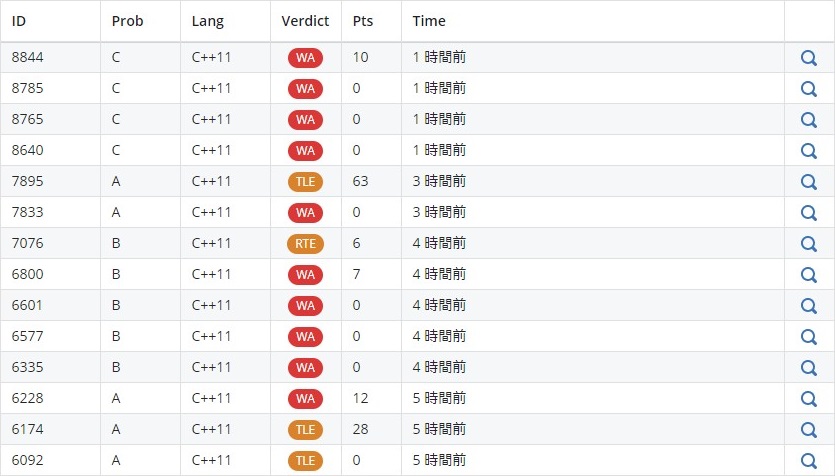 ID Prob Lang Verdict Pts Time
8844 C C++11 WA 10 1 時間前
8785 C C++11 WA 0 1 時間前
8765 C C++11 WA 0 1 時間前
8640 C C++11 WA 0 1 時間前
7895 A C++11 TLE 63 3 時間前
7833 A C++11 WA 0 3 時間前
7076 B C++11 RTE 6 4 時間前
6800 B C++11 WA 7 4 時間前
6601 B C++11 WA 0 4 時間前
6577 B C++11 WA 0 4 時間前
6335 B C++11 WA 0 4 時間前
6228 A C++11 WA 12 5 時間前
6174 A C++11 TLE 28 5 時間前
6092 A C++11 TLE 0 5 時間前